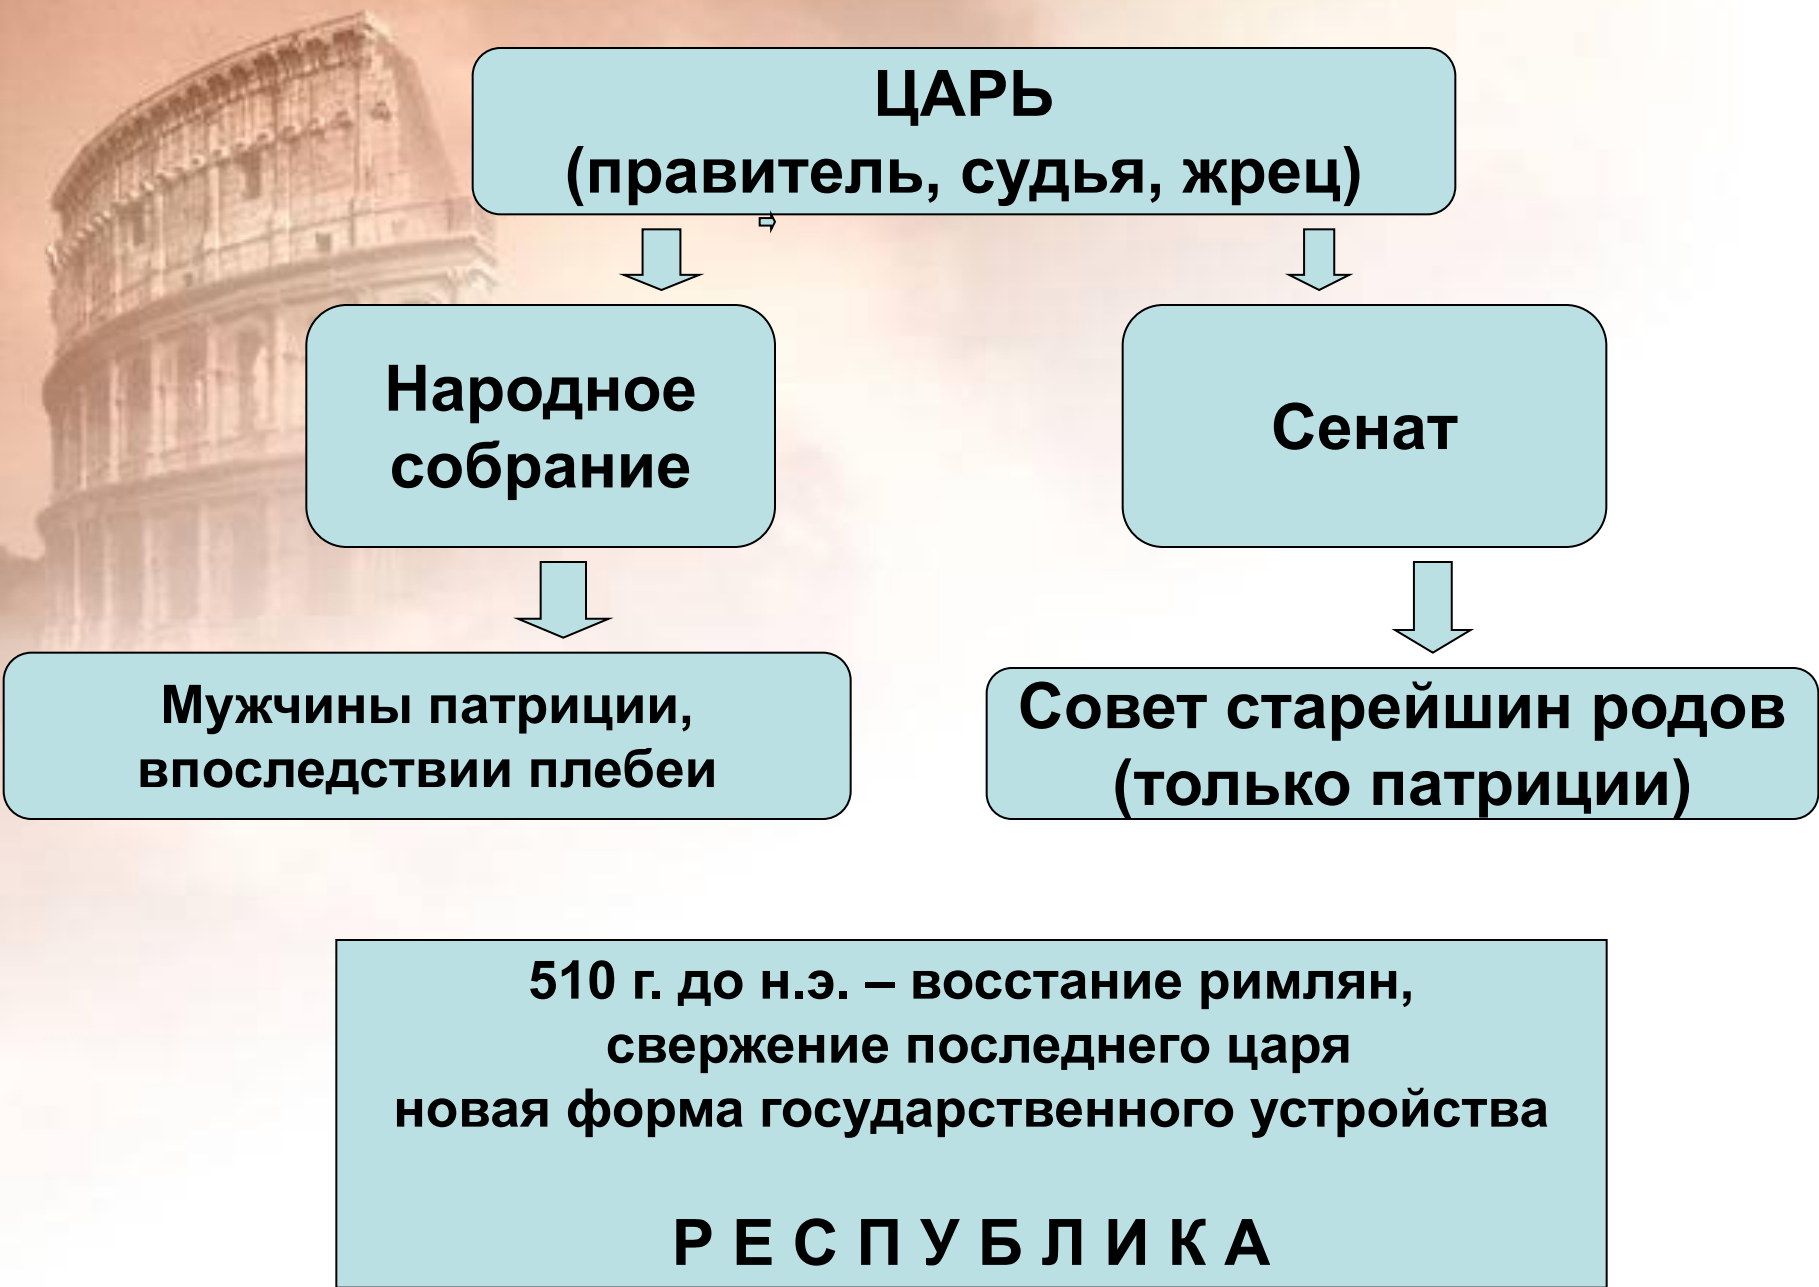 ЦАРЬ
(правитель, судья, жрец)
Народное
собрание
Сенат
Мужчины патриции,
впоследствии плебеи
Совет старейшин родов
(только патриции)
510 г. до н.э. – восстание римлян,
свержение последнего царя
новая форма государственного устройства
Р Е С П У Б Л И К А